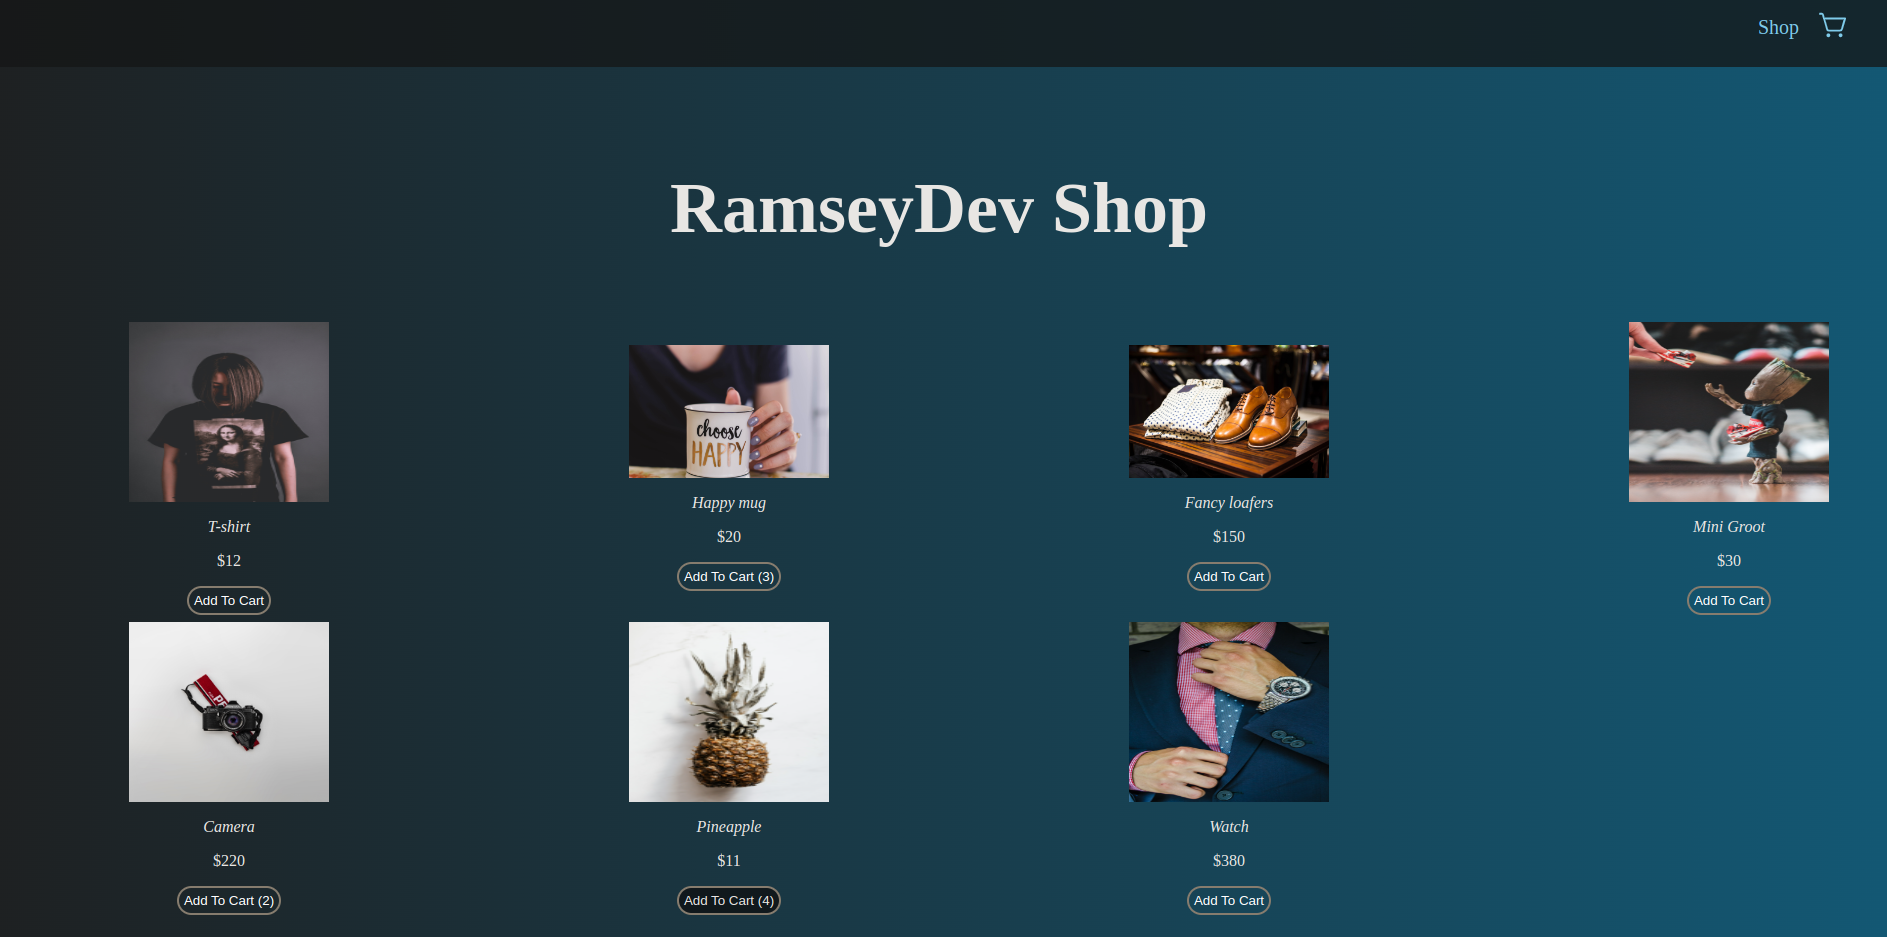 Shop
RamseyDev Shop
choose
HAPPY
T-shirt
$12
Add To Cart
Happy mug
$20
Add To Cart (3)
Fancy loafers
$150
Add To Cart
Mini Groot
$30
Add To Cart
Camera
$220
Add To Cart (2)
Pineapple
$11
Add To Cart (4)
Watch
$380
Add To Cart